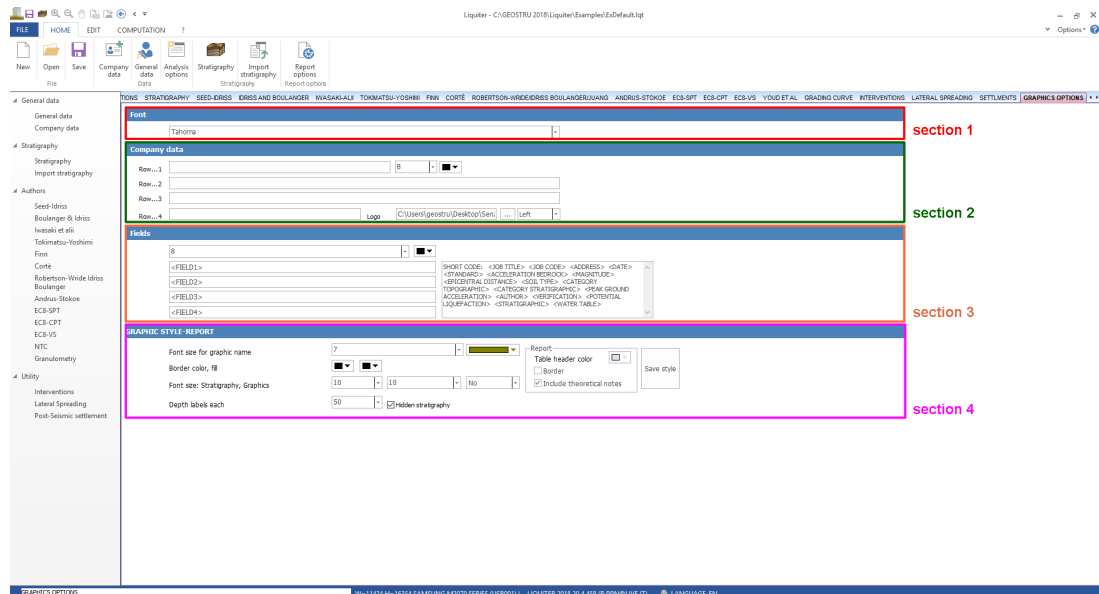 Liquiter - C:\GEOSTRU 2018\Liquiter\Examples\ExDefault.lqt
FILE HOME EDIT COMPUTATION ? Options
New Open Save Company data General data Analysis options Stratigraphy Import stratigraphy Report options
File Data Stratigraphy Report options
General data
General data
Company data
Stratigraphy
Stratigraphy
Import stratigraphy
Authors
Seed-Idriss
Boulanger & Idriss
Iwasaki et alii
Tokimatsu-Yoshimi
Finn
Corté
Robertson-Wride Idriss
Boulanger
Andrus-Stokoe
EC8-SPT
EC8-CPT
EC8-VS
NTC
Granulometry
Utility
Interventions
Lateral Spreading
Post-Seismic settlement
TIONS STRATIGRAPHY SEED-IDRISS IDRISS AND BOULANGER IWASAKI-ALII TOKIMATSU-YOSHIMI FINN CORTÉ ROBERTSON-WRIDE/IDRISS BOULANGER/JUANG ANDRUS-STOKOE EC8-SPT EC8-CPT EC8-VS YOUD ET AL GRADING CURVE INTERVENTIONS LATERAL SPREADING SETTLMENTS GRAPHICS OPTIONS
Font
Tahoma
section 1
Company data
Row...1 8
Row...2
Row...3
Row...4 Logo C:\Users\geostru\Desktop\Sen: ... Left
section 2
Fields
8
<FIELD1>
<FIELD2>
<FIELD3>
<FIELD4>
SHORT CODE: <JOB TITLE> <JOB CODE> <ADDRESS> <DATE>
<STANDARD> <ACCELERATION BEDROCK> <MAGNITUDE>
<EPICENTRAL DISTANCE> <SOIL TYPE> <CATEGORY
TOPOGRAPHIC> <CATEGORY STRATIGRAPHIC> <PEAK GROUND
ACCELERATION> <AUTHOR> <VERIFICATION> <POTENTIAL
LIQUEFACTION> <STRATIGRAPHIC> <WATER TABLE>
section 3
GRAPHIC STYLE-REPORT
Font size for graphic name 7
Border color, fill
Font size: Stratigraphy, Graphics 10 10 No
Depth labels each 50 Hidden stratigraphy
Report
Table header color
Border
Include theoretical notes
Save style
section 4
GRAPHICS OPTIONS
LANGUAGE EN